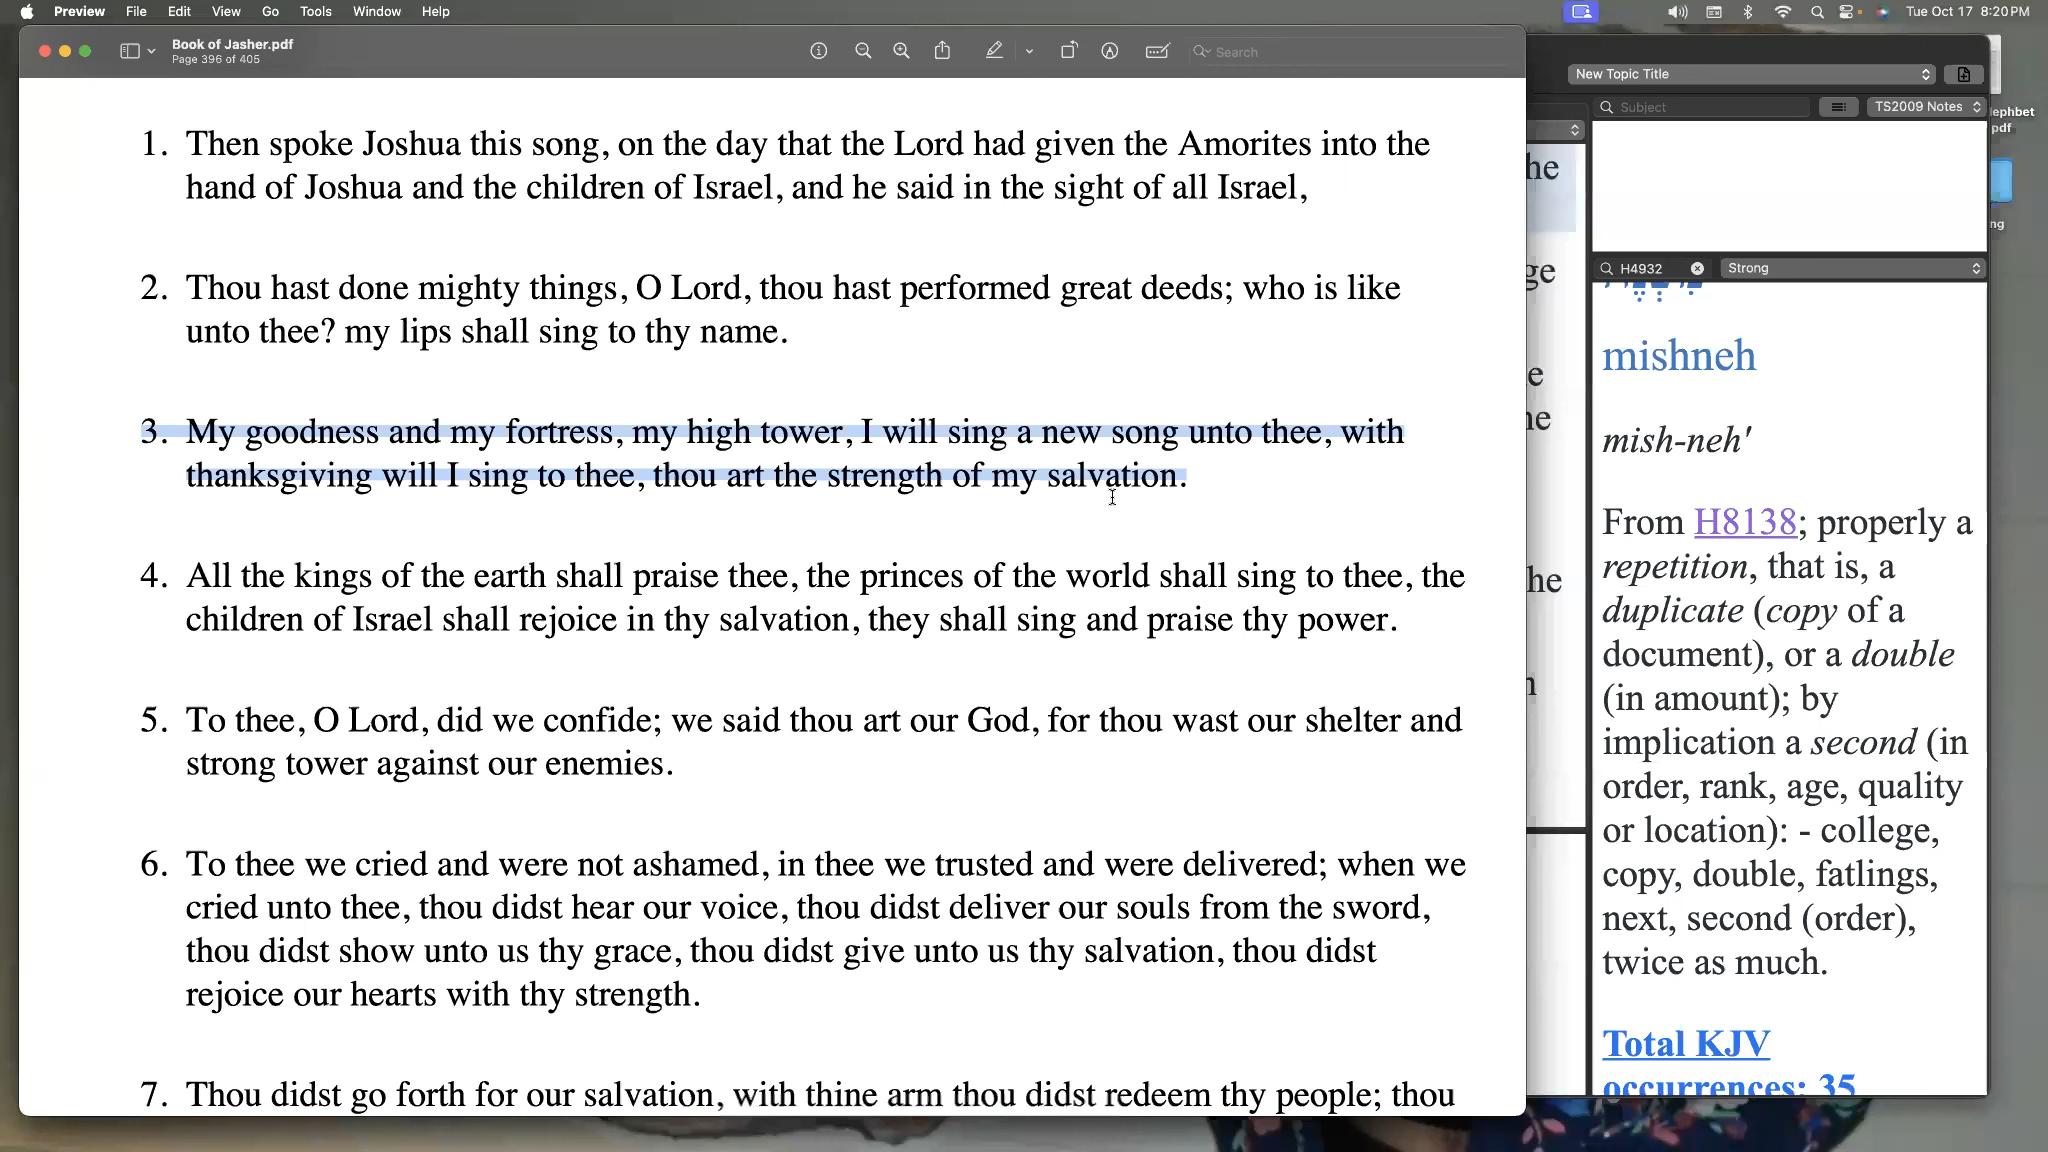 Preview File Edit View Go Tools Window Help
Tue Oct 17 8:20 PM
Book of Jasher.pdf
Page 396 of 405
Search
1. Then spoke Joshua this song, on the day that the Lord had given the Amorites into the
hand of Joshua and the children of Israel, and he said in the sight of all Israel,
2. Thou hast done mighty things, O Lord, thou hast performed great deeds; who is like
unto thee? my lips shall sing to thy name.
3. My goodness and my fortress, my high tower, I will sing a new song unto thee, with
thanksgiving will I sing to thee, thou art the strength of my salvation.
4. All the kings of the earth shall praise thee, the princes of the world shall sing to thee, the
children of Israel shall rejoice in thy salvation, they shall sing and praise thy power.
5. To thee, O Lord, did we confide; we said thou art our God, for thou wast our shelter and
strong tower against our enemies.
6. To thee we cried and were not ashamed, in thee we trusted and were delivered; when we
cried unto thee, thou didst hear our voice, thou didst deliver our souls from the sword,
thou didst show unto us thy grace, thou didst give unto us thy salvation, thou didst
rejoice our hearts with thy strength.
7. Thou didst go forth for our salvation, with thine arm thou didst redeem thy people; thou
he
ge
e
he
New Topic Title
Subject
TS2009 Notes
H4932
Strong
mishneh
mish-neh'
From H8138; properly a
repetition, that is, a
duplicate (copy of a
document), or a double
(in amount); by
implication a second (in
order, rank, age, quality
or location): - college,
copy, double, fatlings,
next, second (order),
twice as much.
Total KJV
occurrences: 35
lephbet
pdf
ng